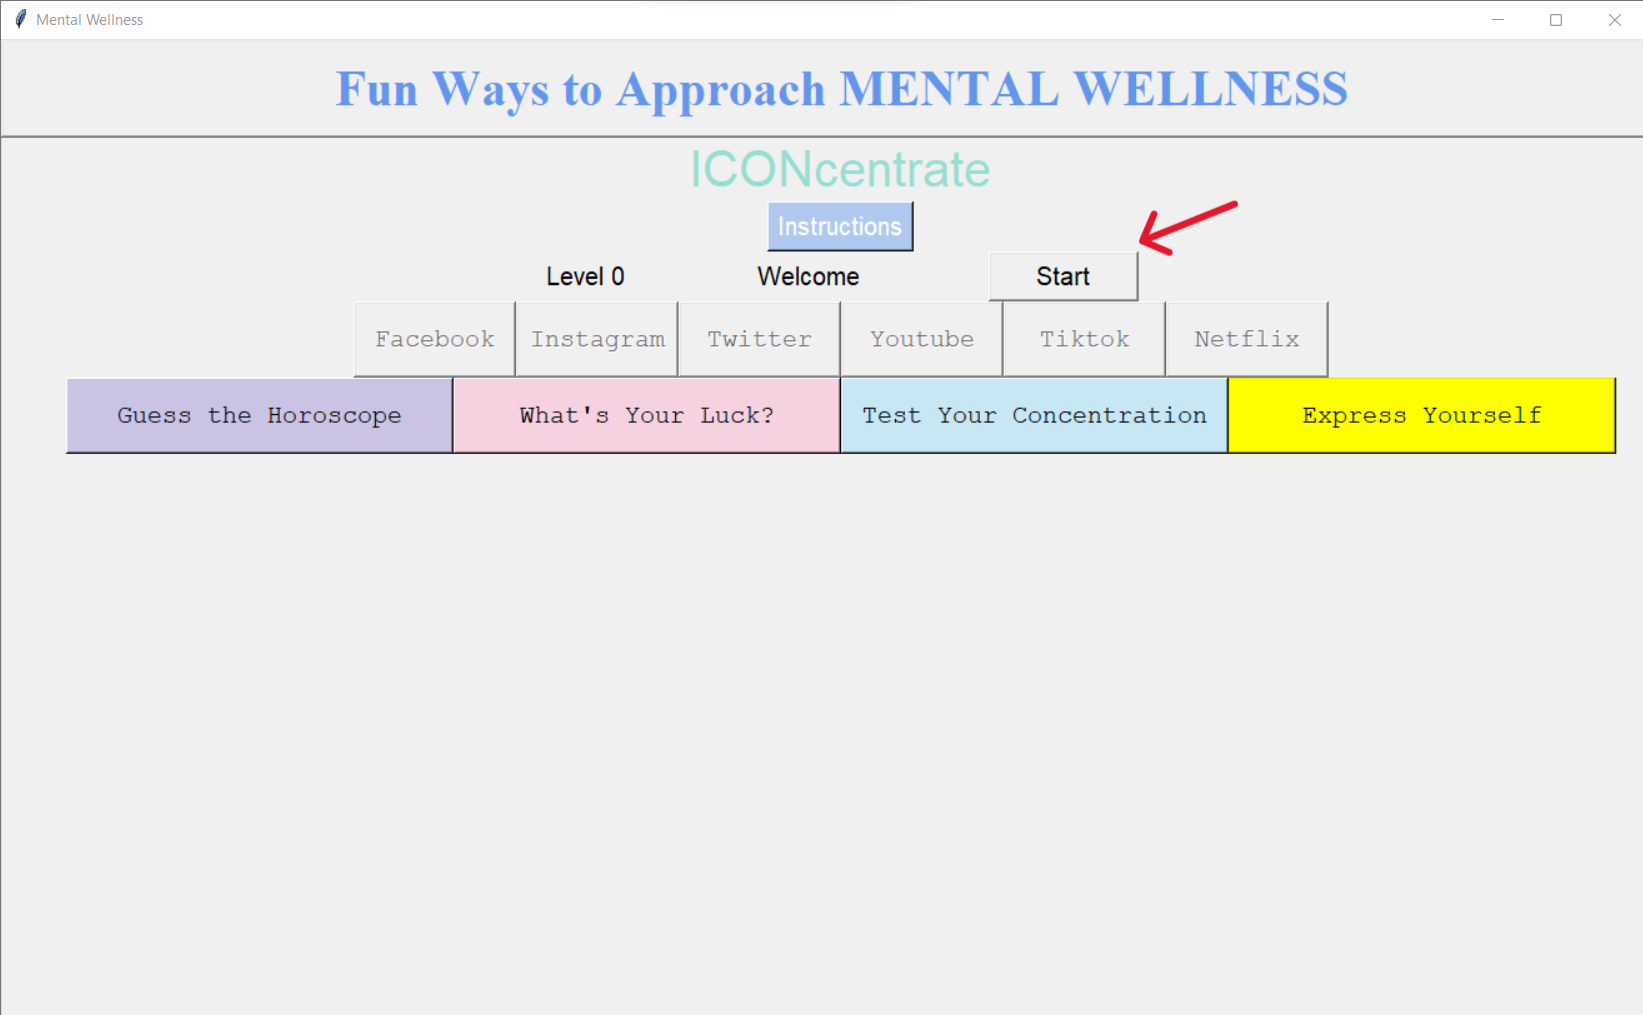 Mental Wellness
Fun Ways to Approach MENTAL WELLNESS
ICONcentrate
Instructions
Level 0 Welcome Start
Facebook Instagram Twitter Youtube Tiktok Netflix
Guess the Horoscope What's Your Luck? Test Your Concentration Express Yourself